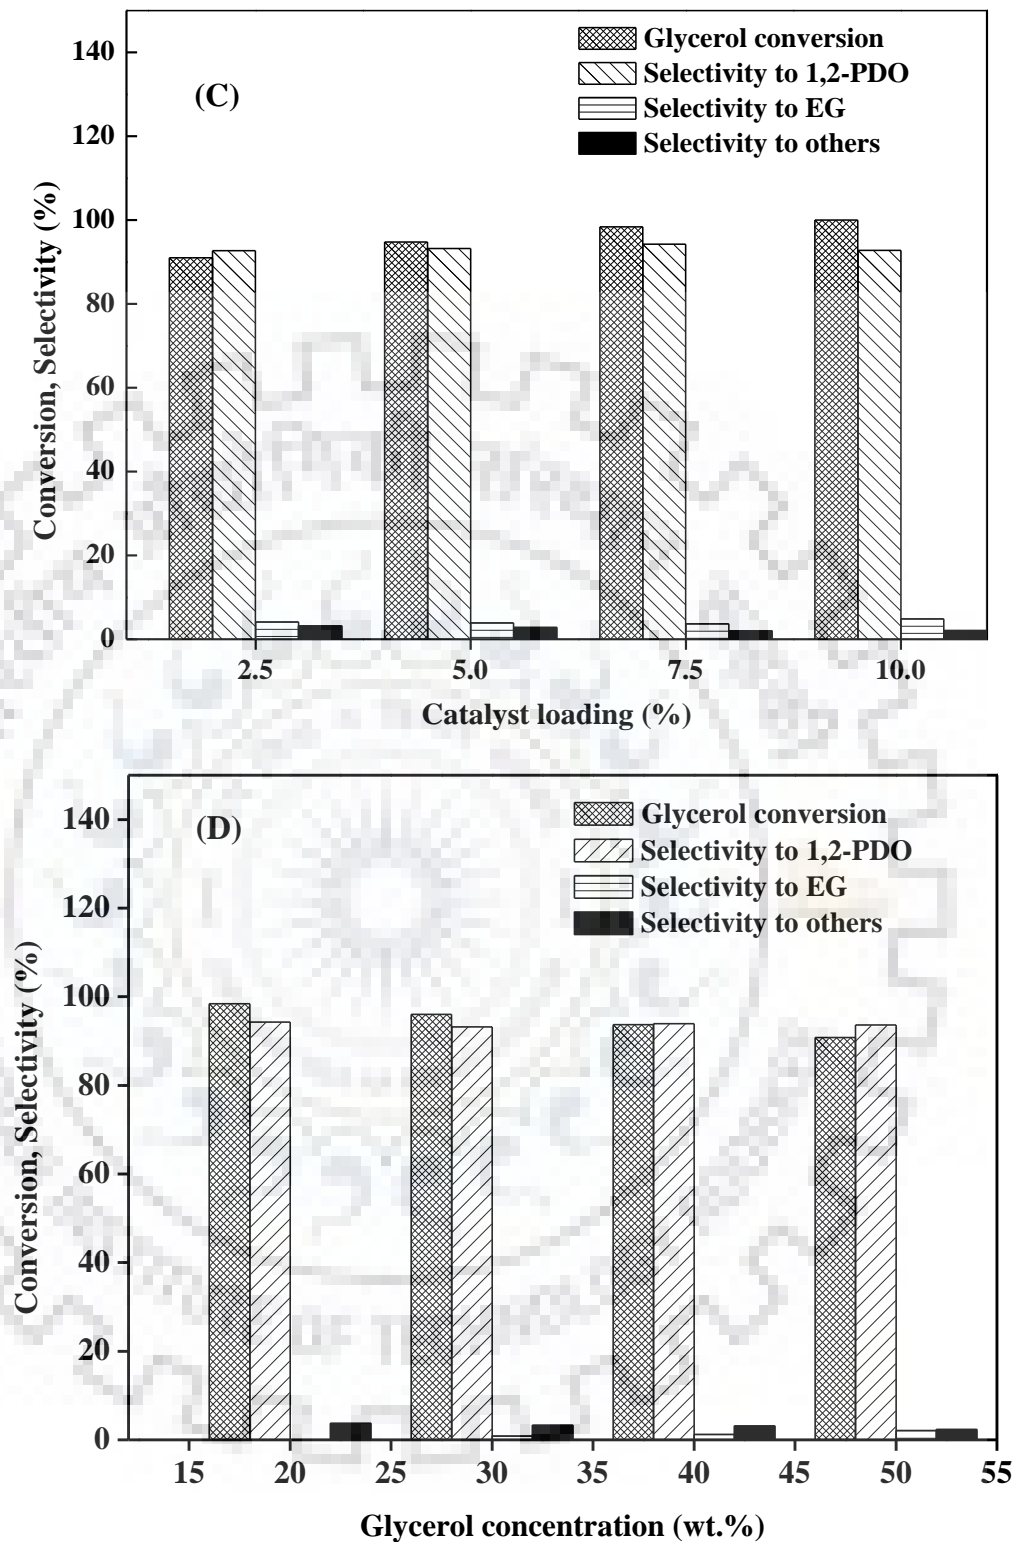 (C)
Glycerol conversion
Selectivity to 1,2-PDO
Selectivity to EG
Selectivity to others
140
120
100
80
60
40
20
0
Conversion, Selectivity (%)
2.5 5.0 7.5 10.0
Catalyst loading (%)
(D)
Glycerol conversion
Selectivity to 1,2-PDO
Selectivity to EG
Selectivity to others
140
120
100
80
60
40
20
0
Conversion, Selectivity (%)
15 20 25 30 35 40 45 50 55
Glycerol concentration (wt.%)